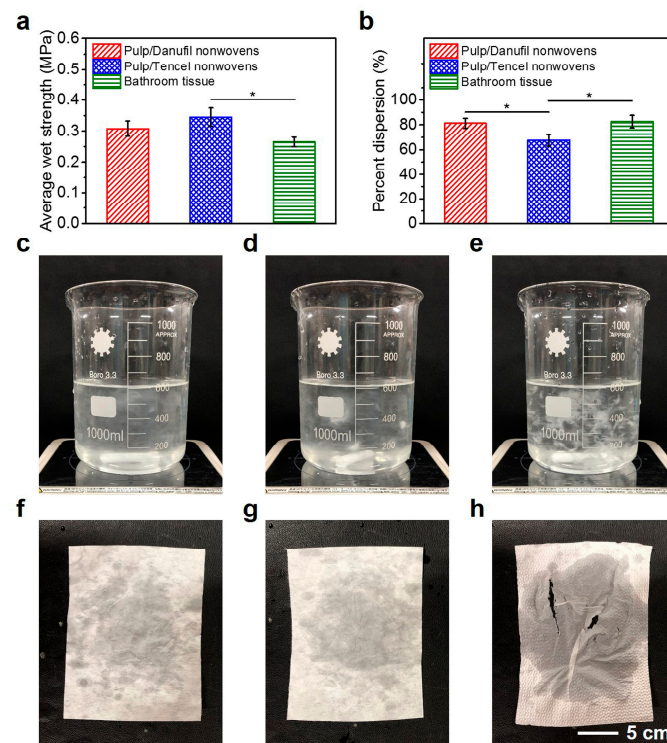 a
0.6
0.5
0.4
0.3
0.2
0.1
0.0
Average wet strength (MPa)
Pulp/Danufil nonwovens
Pulp/Tencel nonwovens
Bathroom tissue
*
b
100
80
60
40
20
0
Percent dispersion (%)
Pulp/Danufil nonwovens
Pulp/Tencel nonwovens
Bathroom tissue
*
*
c
1000
APPROX
800
Boro 3.3
600
400
1000ml
200
d
1000
APPROX
800
Boro 3.3
600
400
1000ml
200
e
1000
APPROX
800
Boro 3.3
600
400
1000ml
200
f
g
h
5 cm